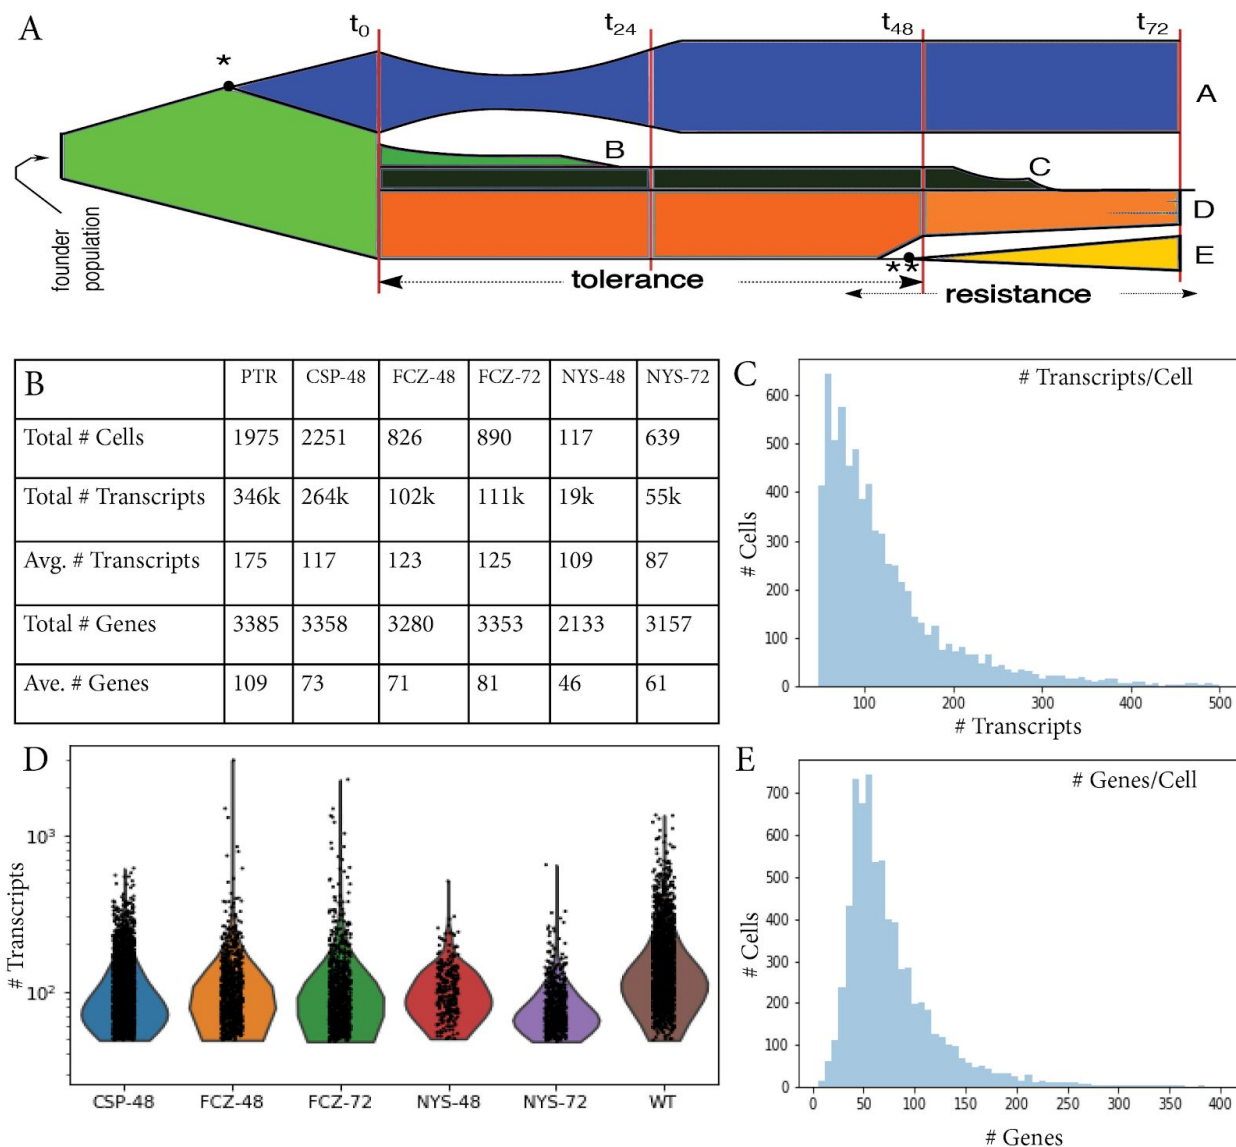 A
t0
t24
t48
t72
*
A
B
C
D
E
founder
population
**
tolerance
resistance
B PTR CSP-48 FCZ-48 FCZ-72 NYS-48 NYS-72
Total # Cells 1975 2251 826 890 117 639
Total # Transcripts 346k 264k 102k 111k 19k 55k
Avg. # Transcripts 175 117 123 125 109 87
Total # Genes 3385 3358 3280 3353 2133 3157
Ave. # Genes 109 73 71 81 46 61
C
# Transcripts/Cell
# Cells
600
500
400
300
200
100
0
100 200 300 400 500
# Transcripts
D
# Transcripts
10^3
10^2
CSP-48 FCZ-48 FCZ-72 NYS-48 NYS-72 WT
E
# Genes/Cell
# Cells
700
600
500
400
300
200
100
0
0 50 100 150 200 250 300 350 400
# Genes